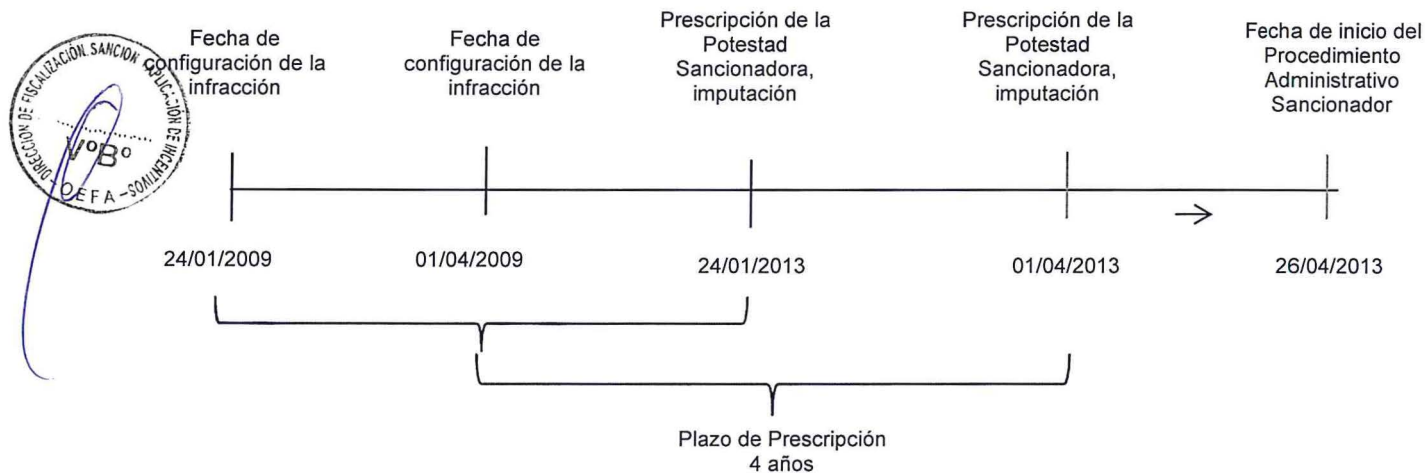 Fecha de
configuración de la
infracción
Fecha de
configuración de la
infracción
Prescripción de la
Potestad
Sancionadora,
imputación
Prescripción de la
Potestad
Sancionadora,
imputación
Fecha de inicio del
Procedimiento
Administrativo
Sancionador
DIRECCIÓN DE FISCALIZACIÓN, SANCIÓN Y APLICACIÓN DE INCENTIVOS
VºBº
- OEFA -
24/01/2009
01/04/2009
24/01/2013
01/04/2013
26/04/2013
Plazo de Prescripción
4 años